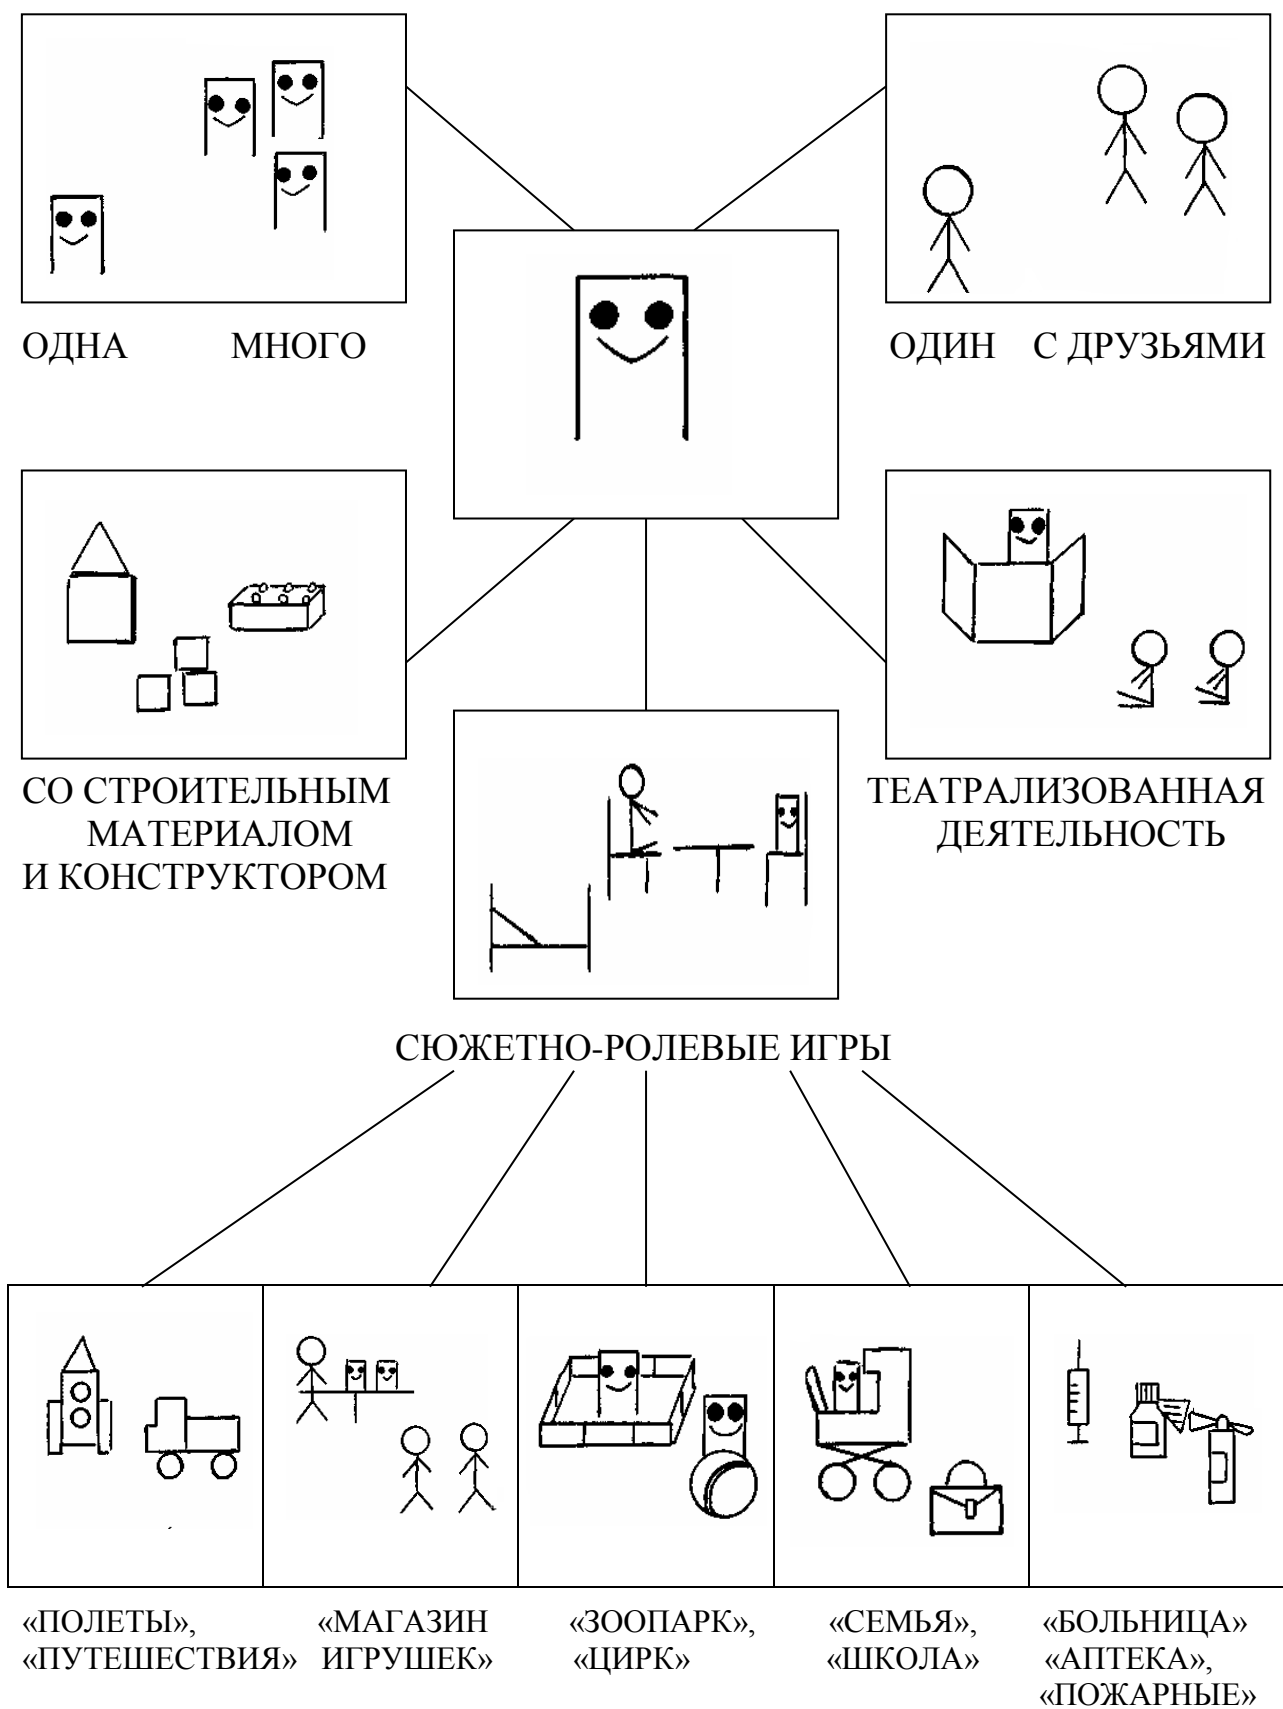 ОДНА МНОГО
ОДИН С ДРУЗЬЯМИ
СО СТРОИТЕЛЬНЫМ
МАТЕРИАЛОМ
И КОНСТРУКТОРОМ
ТЕАТРАЛИЗОВАННАЯ
ДЕЯТЕЛЬНОСТЬ
СЮЖЕТНО-РОЛЕВЫЕ ИГРЫ
«ПОЛЕТЫ»,
«ПУТЕШЕСТВИЯ»
«МАГАЗИН
ИГРУШЕК»
«ЗООПАРК»,
«ЦИРК»
«СЕМЬЯ»,
«ШКОЛА»
«БОЛЬНИЦА»
«АПТЕКА»,
«ПОЖАРНЫЕ»